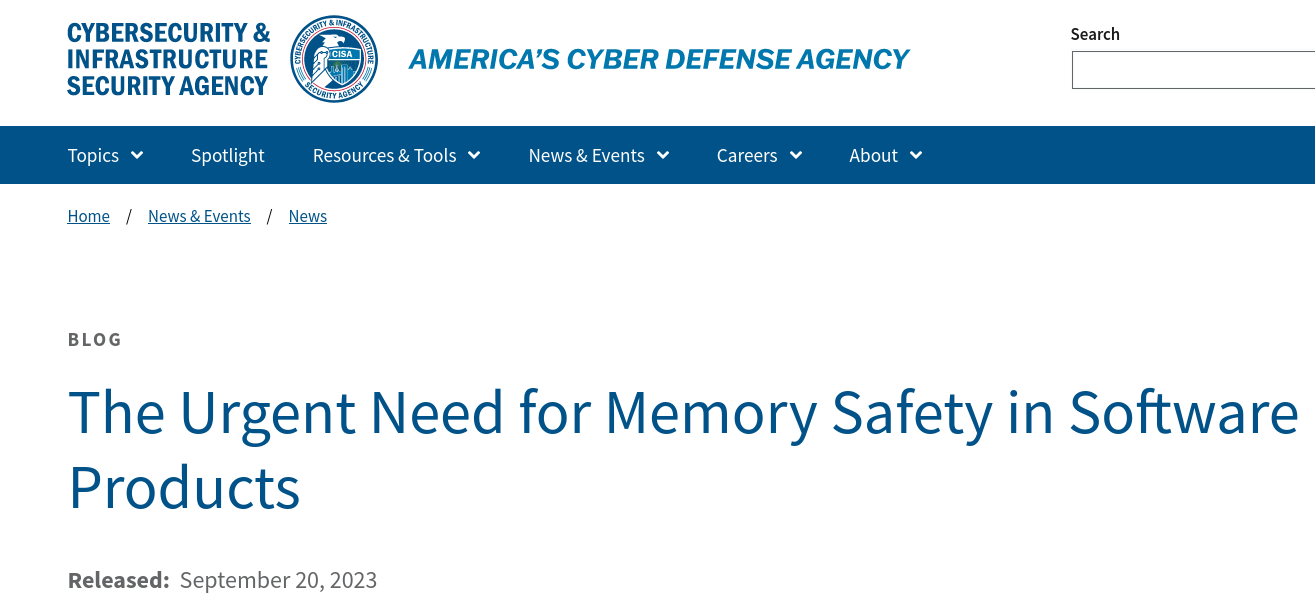 CYBERSECURITY &
INFRASTRUCTURE
SECURITY AGENCY
CYBERSECURITY & INFRASTRUCTURE
CISA
SECURITY AGENCY
AMERICA'S CYBER DEFENSE AGENCY
Search
Topics Spotlight Resources & Tools News & Events Careers About
Home / News & Events / News
BLOG
The Urgent Need for Memory Safety in Software
Products
Released: September 20, 2023